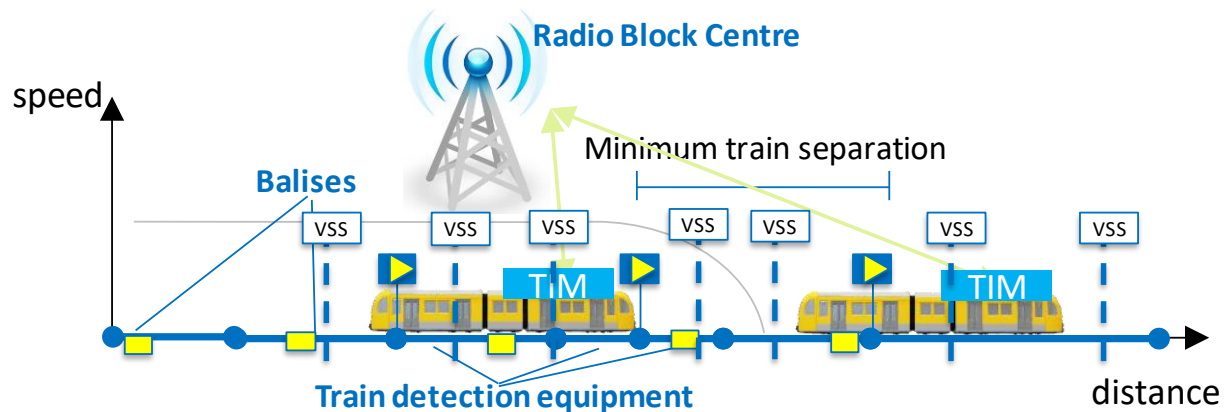 Radio Block Centre
speed
Minimum train separation
Balises
VSS
VSS
VSS
VSS
VSS
VSS
VSS
TIM
TIM
Train detection equipment
distance